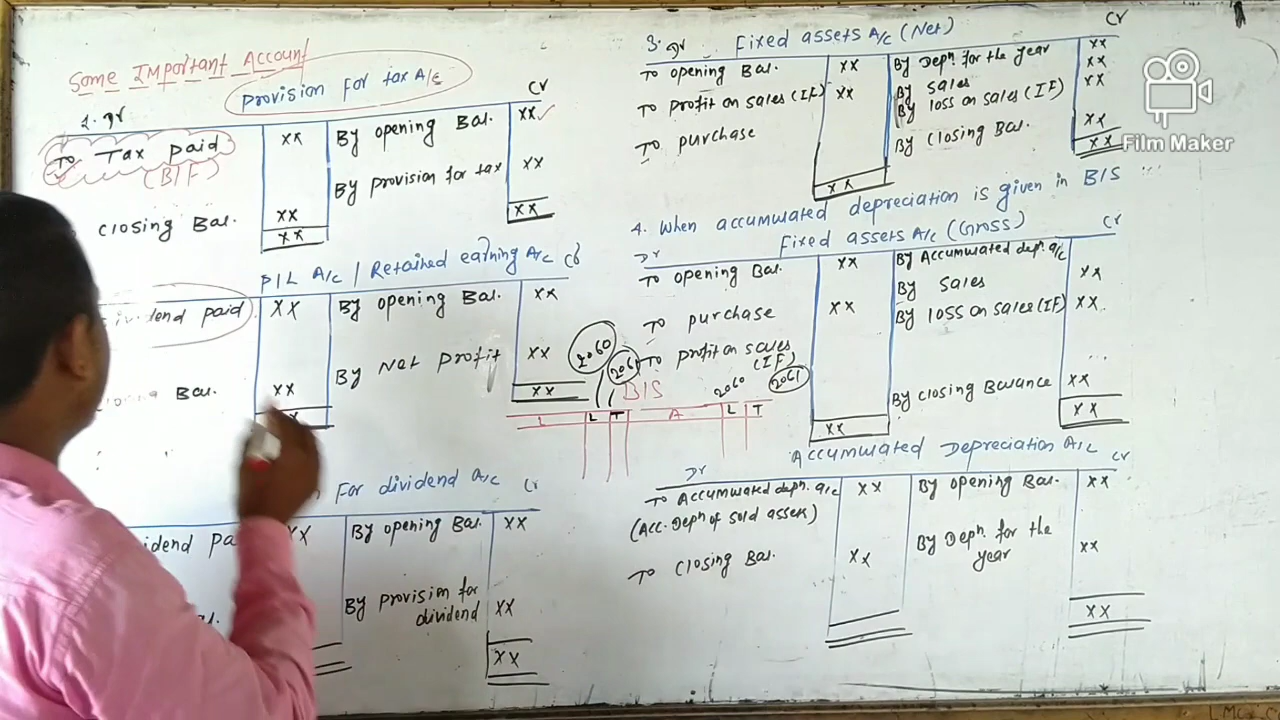 Some Important Account
Provision for tax A/c
1. Dr
Cr
To Tax paid
(B/F)
xx
By opening Bal.
xx
By provision for tax
xx
closing Bal.
xx
xx
xx
P/L A/c / Retained earning A/c
Cr
dividend paid
xx
By opening Bal.
xx
By Net profit
xx
Bal.
xx
xx
For dividend a/c
Cr
xx
By opening Bal.
xx
By provision for
dividend
xx
xx
2060
2061
B/S
2060
2061
L
L
T
A
L
T
3. Dr
Fixed assets A/c (Net)
Cr
To opening Bal.
xx
By Depn. for the year
xx
To profit on sales (IF)
xx
By sales
xx
By loss on sales (IF)
xx
To purchase
By closing Bal.
xx
xx
xx
4. When accumulated depreciation is given in B/S
Fixed assets A/c (Gross)
Dr
Cr
To opening Bal.
xx
By Accumulated depn. a/c
xx
By sales
To purchase
xx
By loss on sales (IF)
xx
To profit on sales
(IF)
By closing Balance
xx
xx
xx
Accumulated Depreciation A/c
Dr
Cr
To Accumulated depn. a/c
xx
By opening Bal.
xx
(Acc. Depn of sold assets)
To closing Bal.
xx
By Depn. for the
year
xx
xx
Film Maker